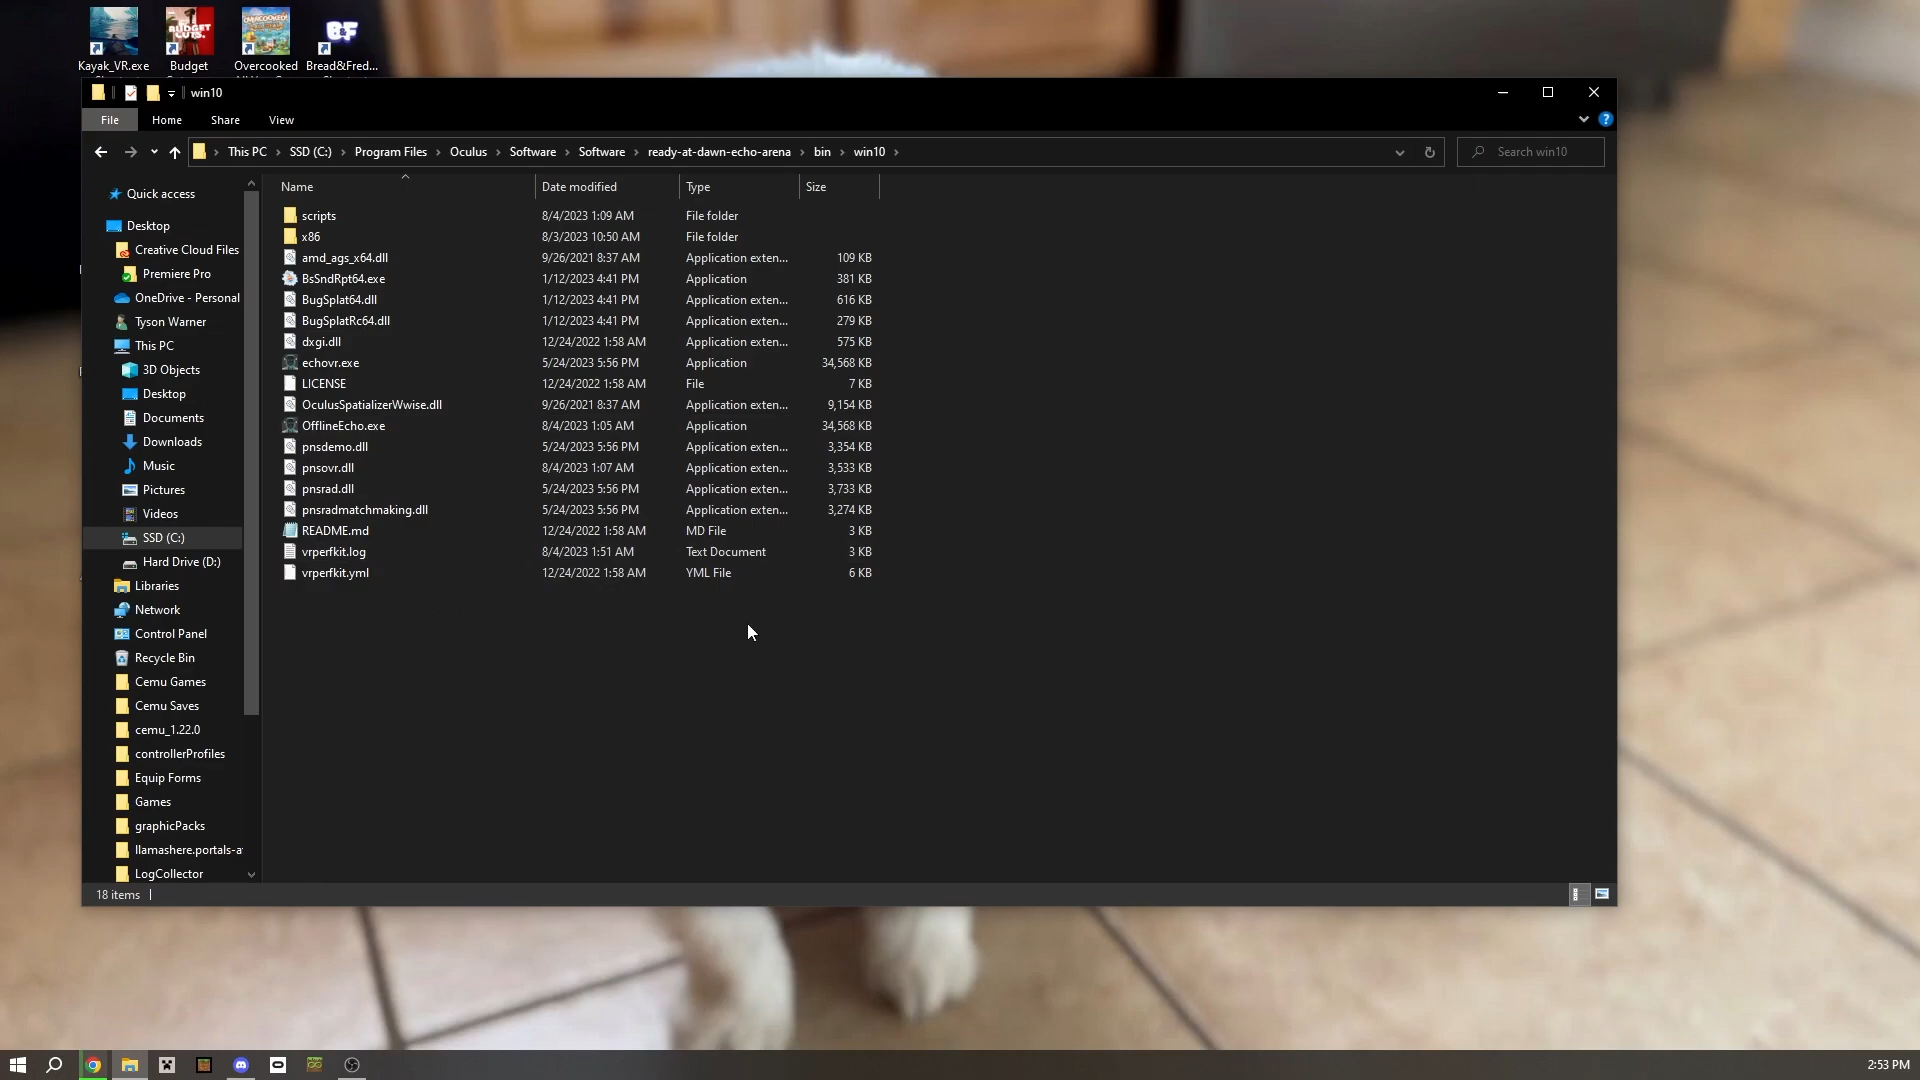 Kayak_VR.exe
Budget
Overcooked
Bread&Fred...
BUDGET
CUTS.
OVERCOOKED!
B&F
win10
File Home Share View
This PC > SSD (C:) > Program Files > Oculus > Software > Software > ready-at-dawn-echo-arena > bin > win10 >
Search win10
Name Date modified Type Size
Quick access
Desktop
Creative Cloud Files
Premiere Pro
OneDrive - Personal
Tyson Warner
This PC
3D Objects
Desktop
Documents
Downloads
Music
Pictures
Videos
SSD (C:)
Hard Drive (D:)
Libraries
Network
Control Panel
Recycle Bin
Cemu Games
Cemu Saves
cemu_1.22.0
controllerProfiles
Equip Forms
Games
graphicPacks
llamashere.portals-a
LogCollector
scripts 8/4/2023 1:09 AM File folder
x86 8/3/2023 10:50 AM File folder
amd_ags_x64.dll 9/26/2021 8:37 AM Application exten... 109 KB
BsSndRpt64.exe 1/12/2023 4:41 PM Application 381 KB
BugSplat64.dll 1/12/2023 4:41 PM Application exten... 616 KB
BugSplatRc64.dll 1/12/2023 4:41 PM Application exten... 279 KB
dxgi.dll 12/24/2022 1:58 AM Application exten... 575 KB
echovr.exe 5/24/2023 5:56 PM Application 34,568 KB
LICENSE 12/24/2022 1:58 AM File 7 KB
OculusSpatializerWwise.dll 9/26/2021 8:37 AM Application exten... 9,154 KB
OfflineEcho.exe 8/4/2023 1:05 AM Application 34,568 KB
pnsdemo.dll 5/24/2023 5:56 PM Application exten... 3,354 KB
pnsovr.dll 8/4/2023 1:07 AM Application exten... 3,533 KB
pnsrad.dll 5/24/2023 5:56 PM Application exten... 3,733 KB
pnsradmatchmaking.dll 5/24/2023 5:56 PM Application exten... 3,274 KB
README.md 12/24/2022 1:58 AM MD File 3 KB
vrperfkit.log 8/4/2023 1:51 AM Text Document 3 KB
vrperfkit.yml 12/24/2022 1:58 AM YML File 6 KB
18 items
2:53 PM